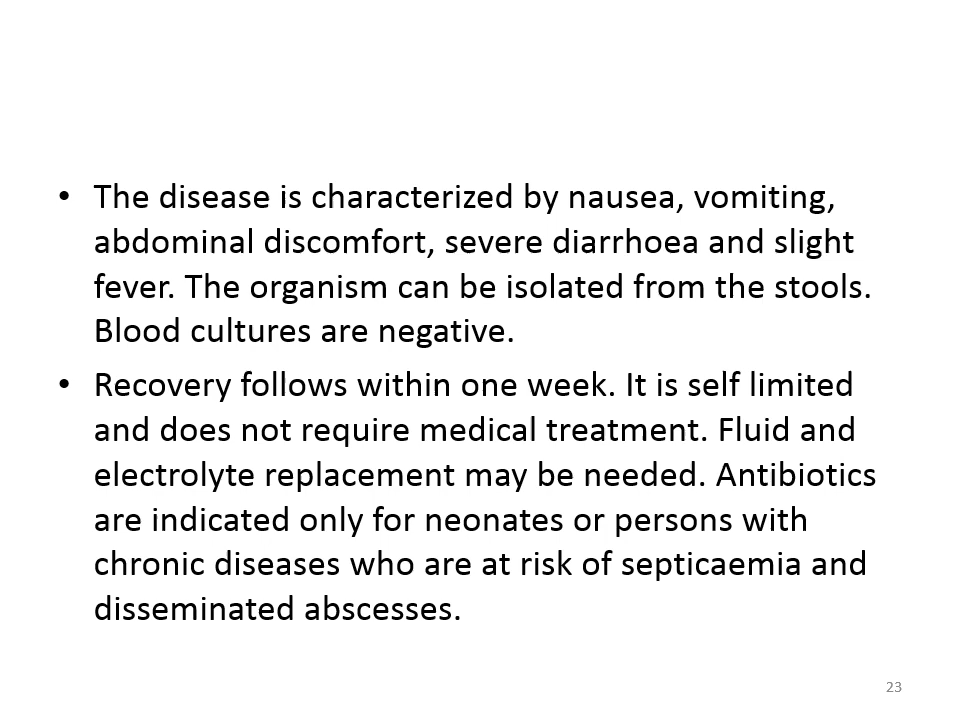 • The disease is characterized by nausea, vomiting,
abdominal discomfort, severe diarrhoea and slight
fever. The organism can be isolated from the stools.
Blood cultures are negative.
• Recovery follows within one week. It is self limited
and does not require medical treatment. Fluid and
electrolyte replacement may be needed. Antibiotics
are indicated only for neonates or persons with
chronic diseases who are at risk of septicaemia and
disseminated abscesses.
23